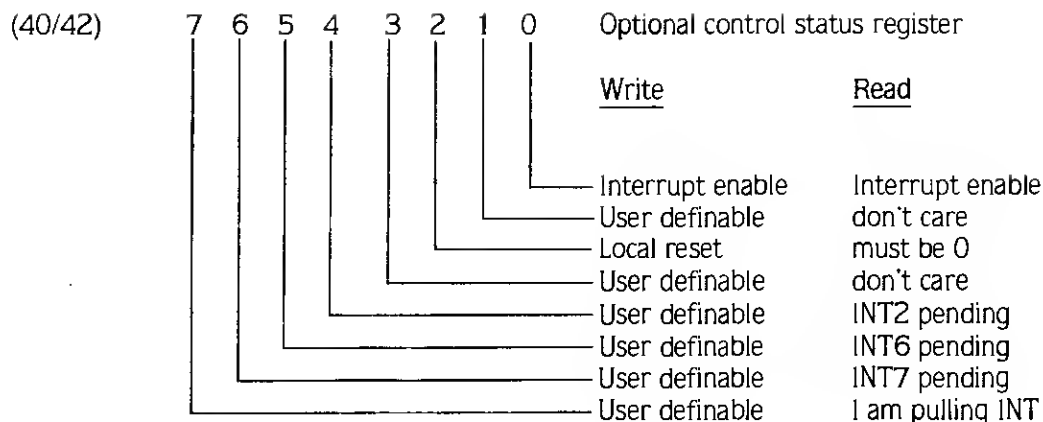 (40/42) 7 6 5 4 3 2 1 0 Optional control status register
Write Read
Interrupt enable Interrupt enable
User definable don't care
Local reset must be 0
User definable don't care
User definable INT2 pending
User definable INT6 pending
User definable INT7 pending
User definable I am pulling INT